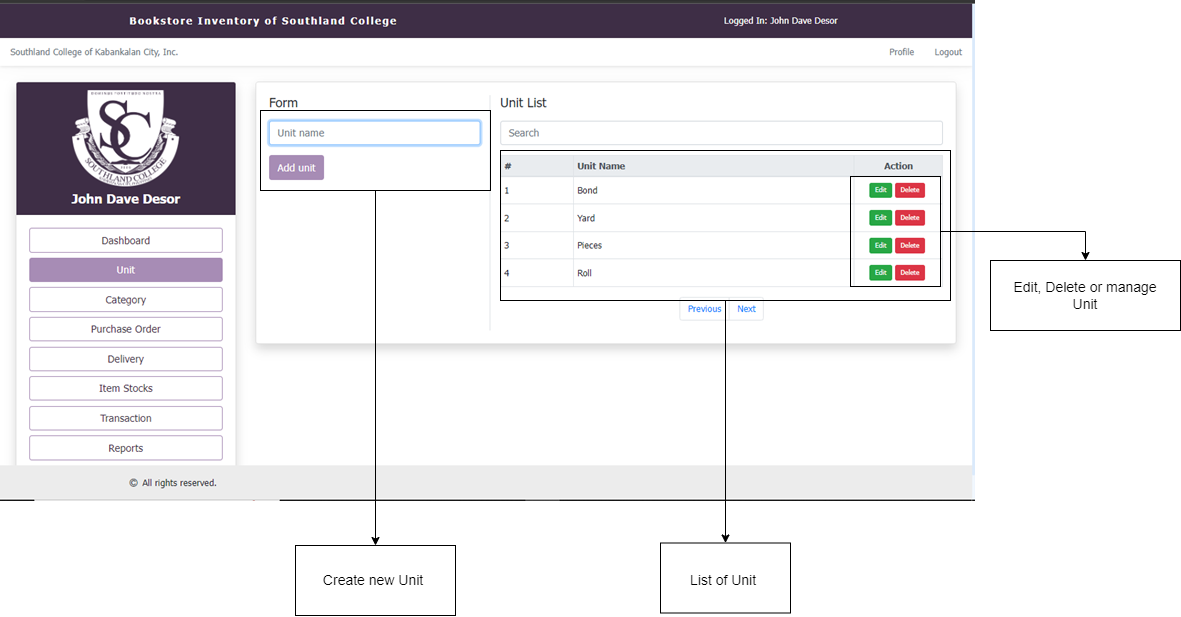 Bookstore Inventory of Southland College
Logged In: John Dave Desor
Southland College of Kabankalan City, Inc.
Profile
Logout
SC
SOUTHLAND COLLEGE
John Dave Desor
Dashboard
Unit
Category
Purchase Order
Delivery
Item Stocks
Transaction
Reports
Form
Unit name
Add unit
Unit List
Search
# Unit Name Action
1 Bond Edit Delete
2 Yard Edit Delete
3 Pieces Edit Delete
4 Roll Edit Delete
Previous Next
Edit, Delete or manage
Unit
© All rights reserved.
Create new Unit
List of Unit